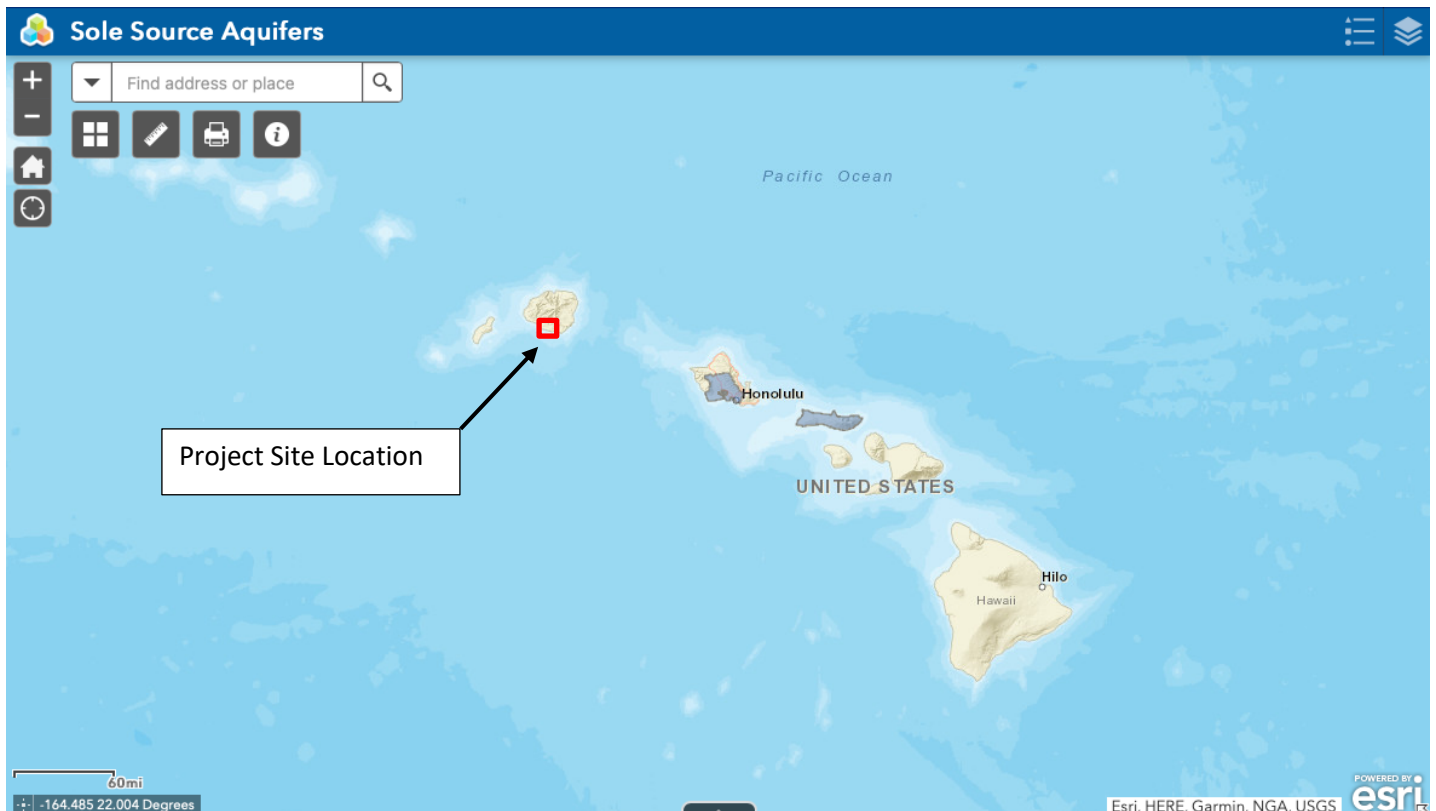 Sole Source Aquifers
+
Find address or place
−
i
Pacific Ocean
Honolulu
Project Site Location
UNITED STATES
Hilo
Hawaii
60mi
-164.485 22.004 Degrees
POWERED BY
esri
Esri, HERE, Garmin, NGA, USGS